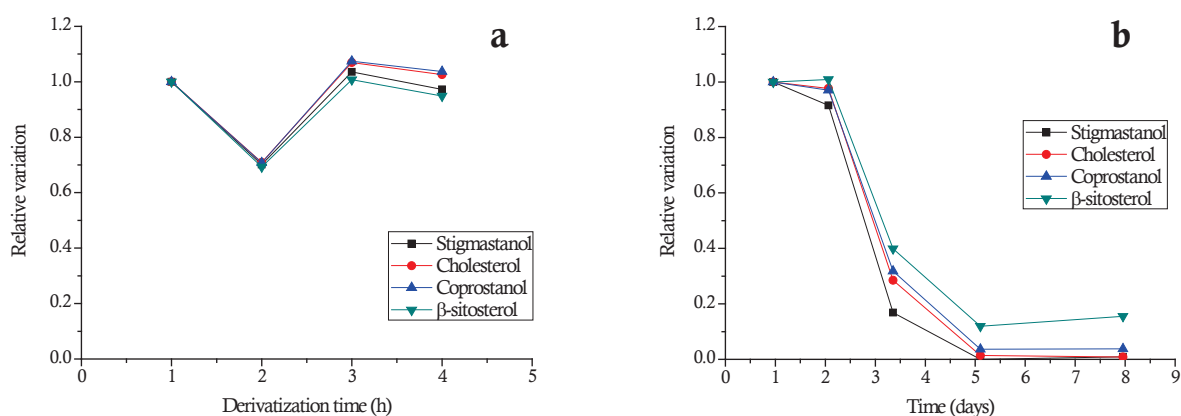 a
1.2
1.0
0.8
0.6
0.4
0.2
0.0
Relative variation
Stigmastanol
Cholesterol
Coprostanol
β-sitosterol
0 1 2 3 4 5
Derivatization time (h)
b
1.2
1.0
0.8
0.6
0.4
0.2
0.0
Relative variation
Stigmastanol
Cholesterol
Coprostanol
β-sitosterol
0 1 2 3 4 5 6 7 8 9
Time (days)